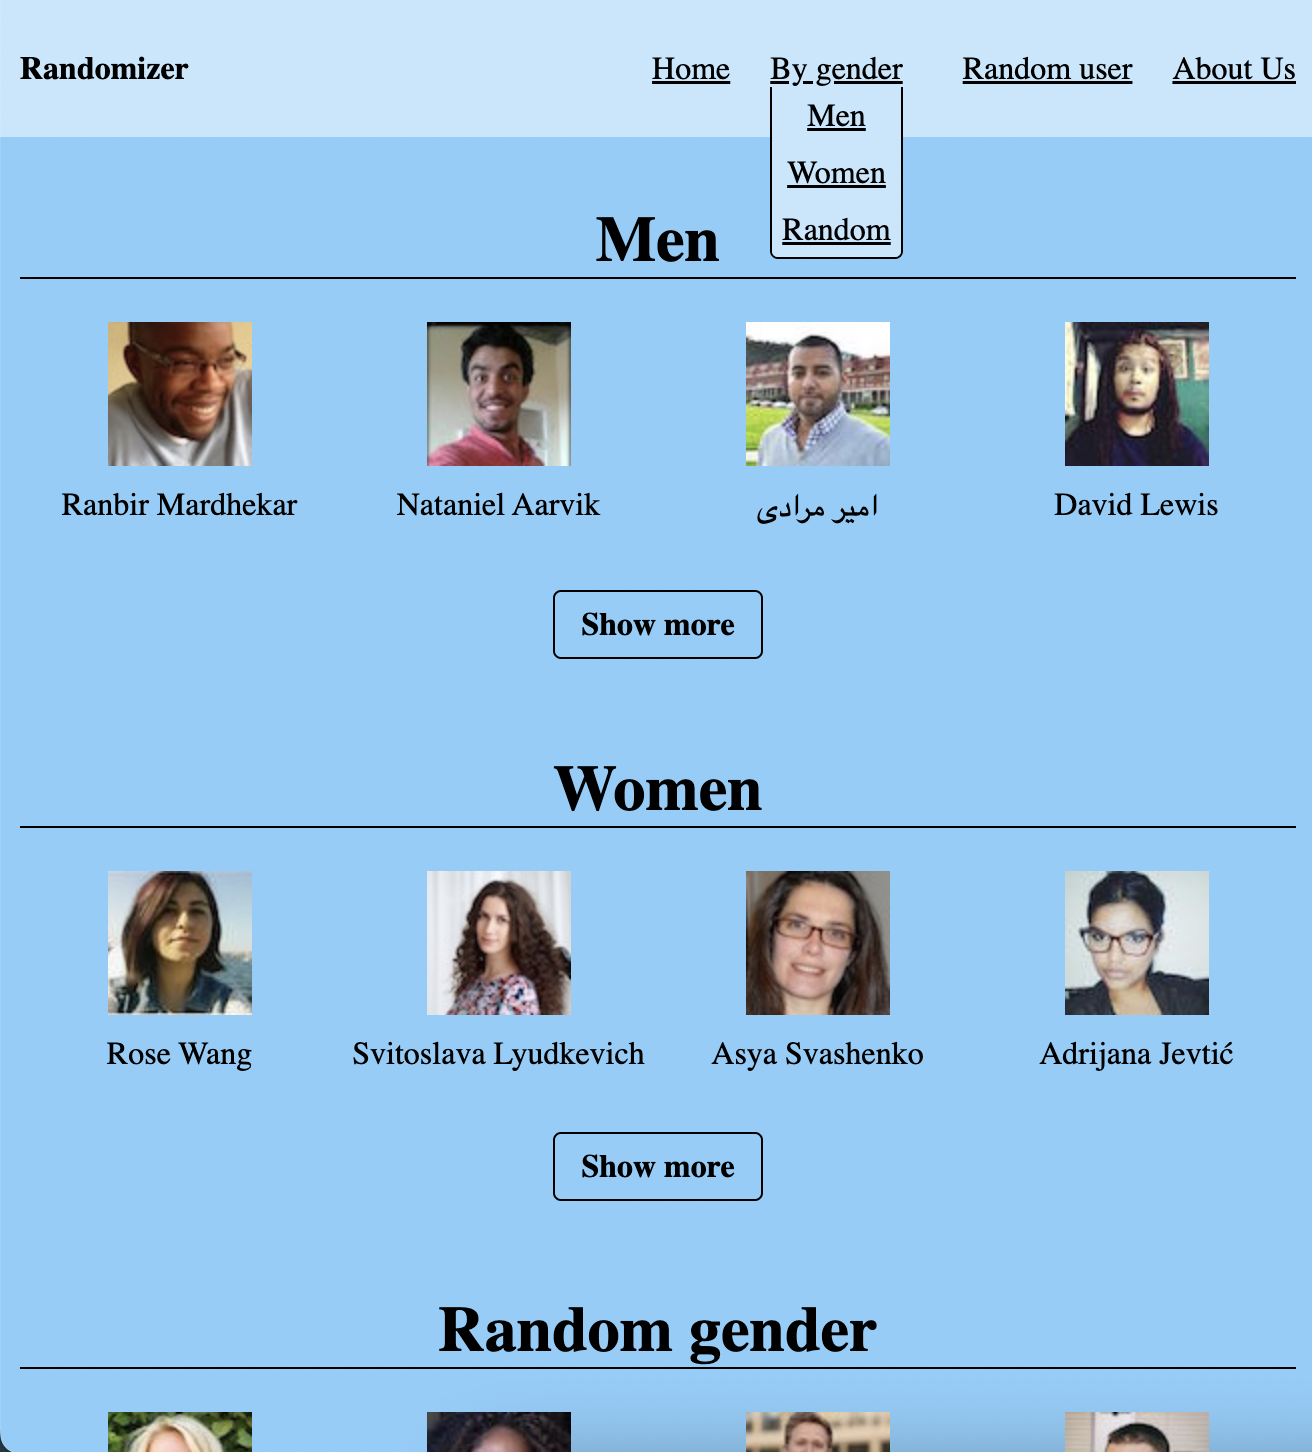 Randomizer
Home By gender Random user About Us
Men
Women
Random
Men
Ranbir Mardhekar Nataniel Aarvik امیر مرادی David Lewis
Show more
Women
Rose Wang Svitoslava Lyudkevich Asya Svashenko Adrijana Jevtić
Show more
Random gender